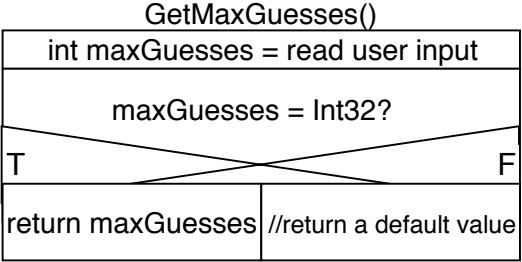 GetMaxGuesses()
int maxGuesses = read user input
maxGuesses = Int32?
T
F
return maxGuesses
//return a default value